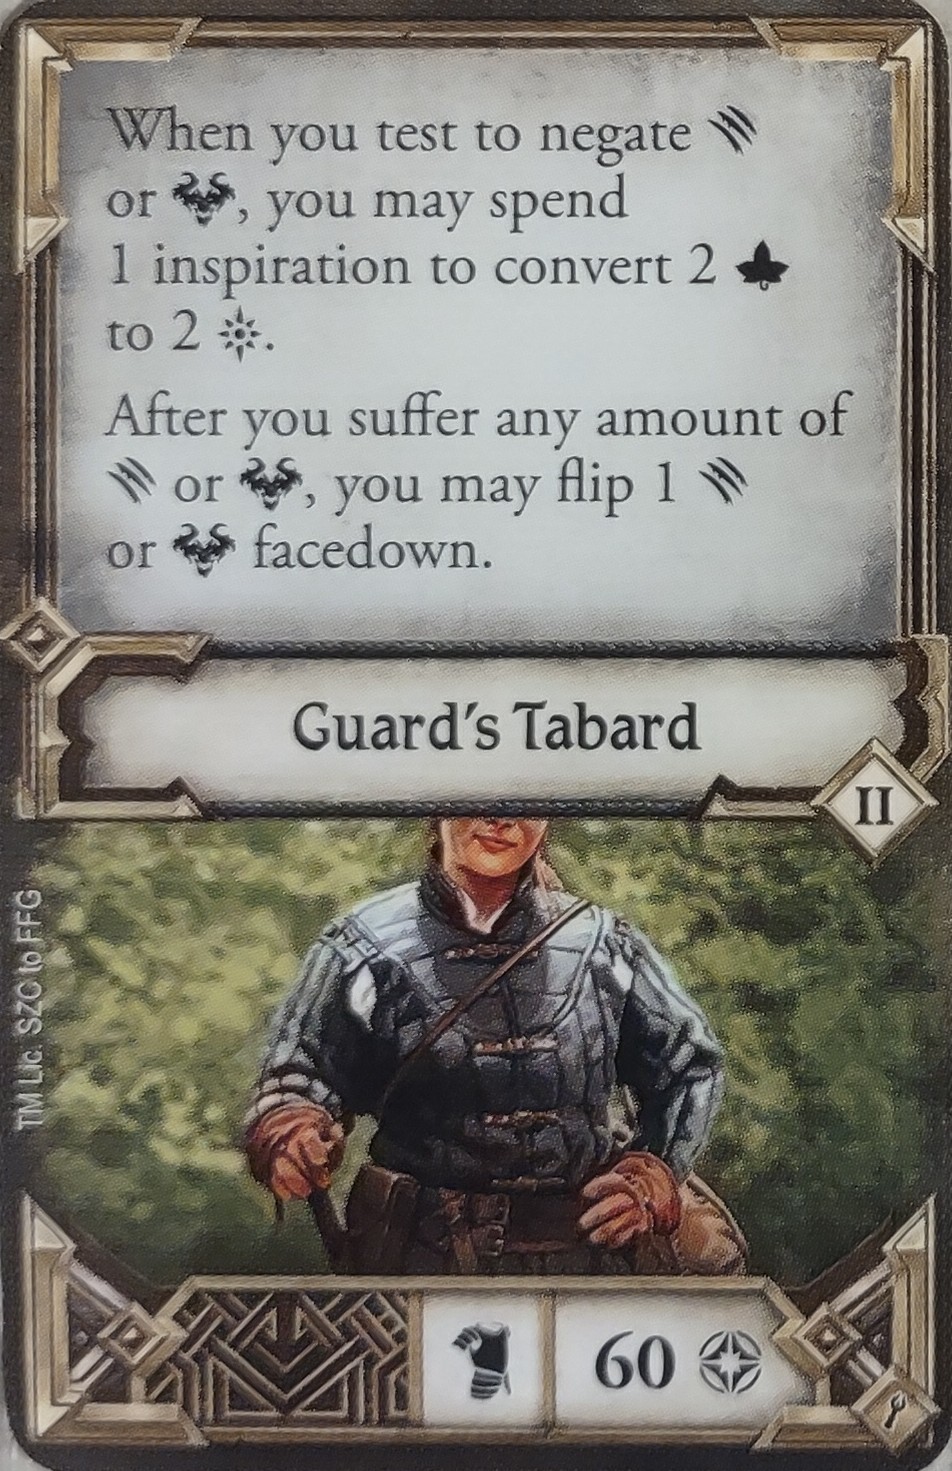 When you test to negate
or , you may spend
1 inspiration to convert 2
to 2 .
After you suffer any amount of
or , you may flip 1
or facedown.
Guard's Tabard
II
TM Lic. SZC to FFG
60